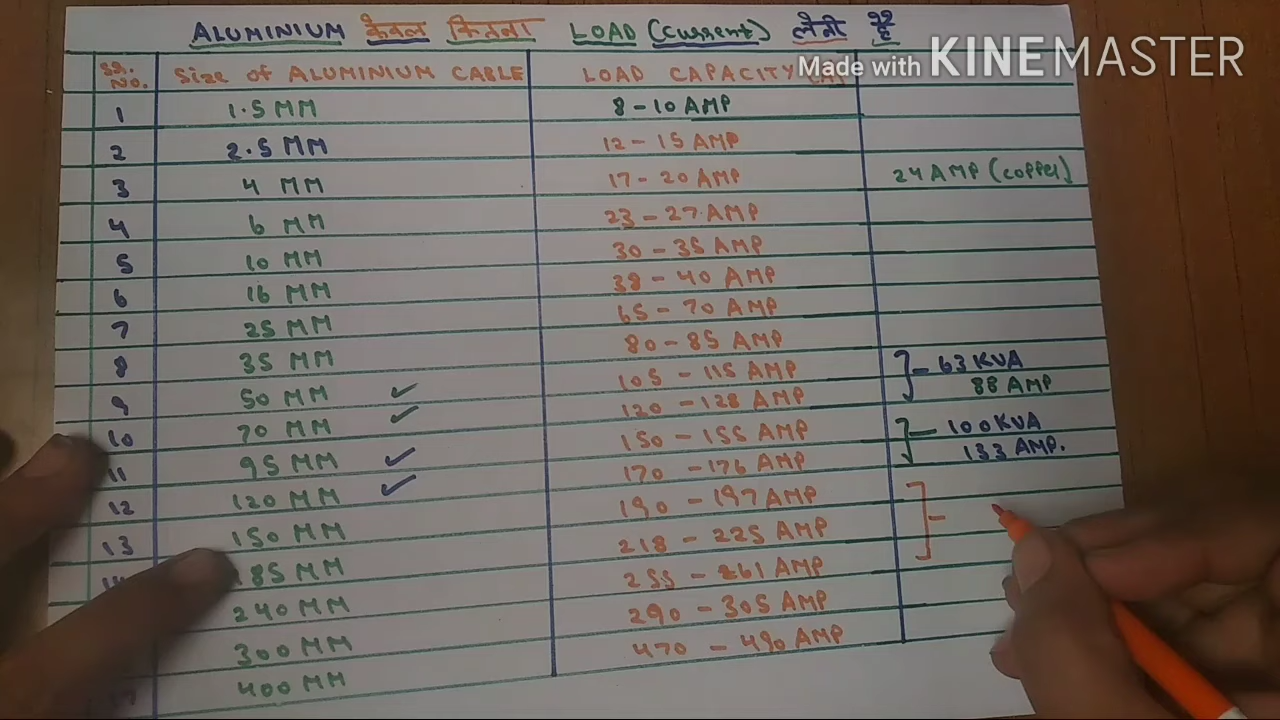 ALUMINIUM केबल कितना LOAD (current) लेती है
Made with KINEMASTER
SR. NO. Size of ALUMINIUM CABLE LOAD CAPACITY
1 1.5 MM 8-10 AMP
2 2.5 MM 12-15 AMP
3 4 MM 17-20 AMP 24 AMP (copper)
4 6 MM 23-27 AMP
5 10 MM 30-35 AMP
6 16 MM 38-40 AMP
7 25 MM 65-70 AMP
8 35 MM 80-85 AMP
9 50 MM ✓ 105-115 AMP } - 63 KVA
10 70 MM ✓ 120-128 AMP 88 AMP
11 95 MM ✓ 150-155 AMP } - 100 KVA
12 120 MM ✓ 170-176 AMP 133 AMP.
13 150 MM 190-197 AMP
185 MM 218-225 AMP
240 MM 255-261 AMP
300 MM 290-305 AMP
400 MM 470-490 AMP